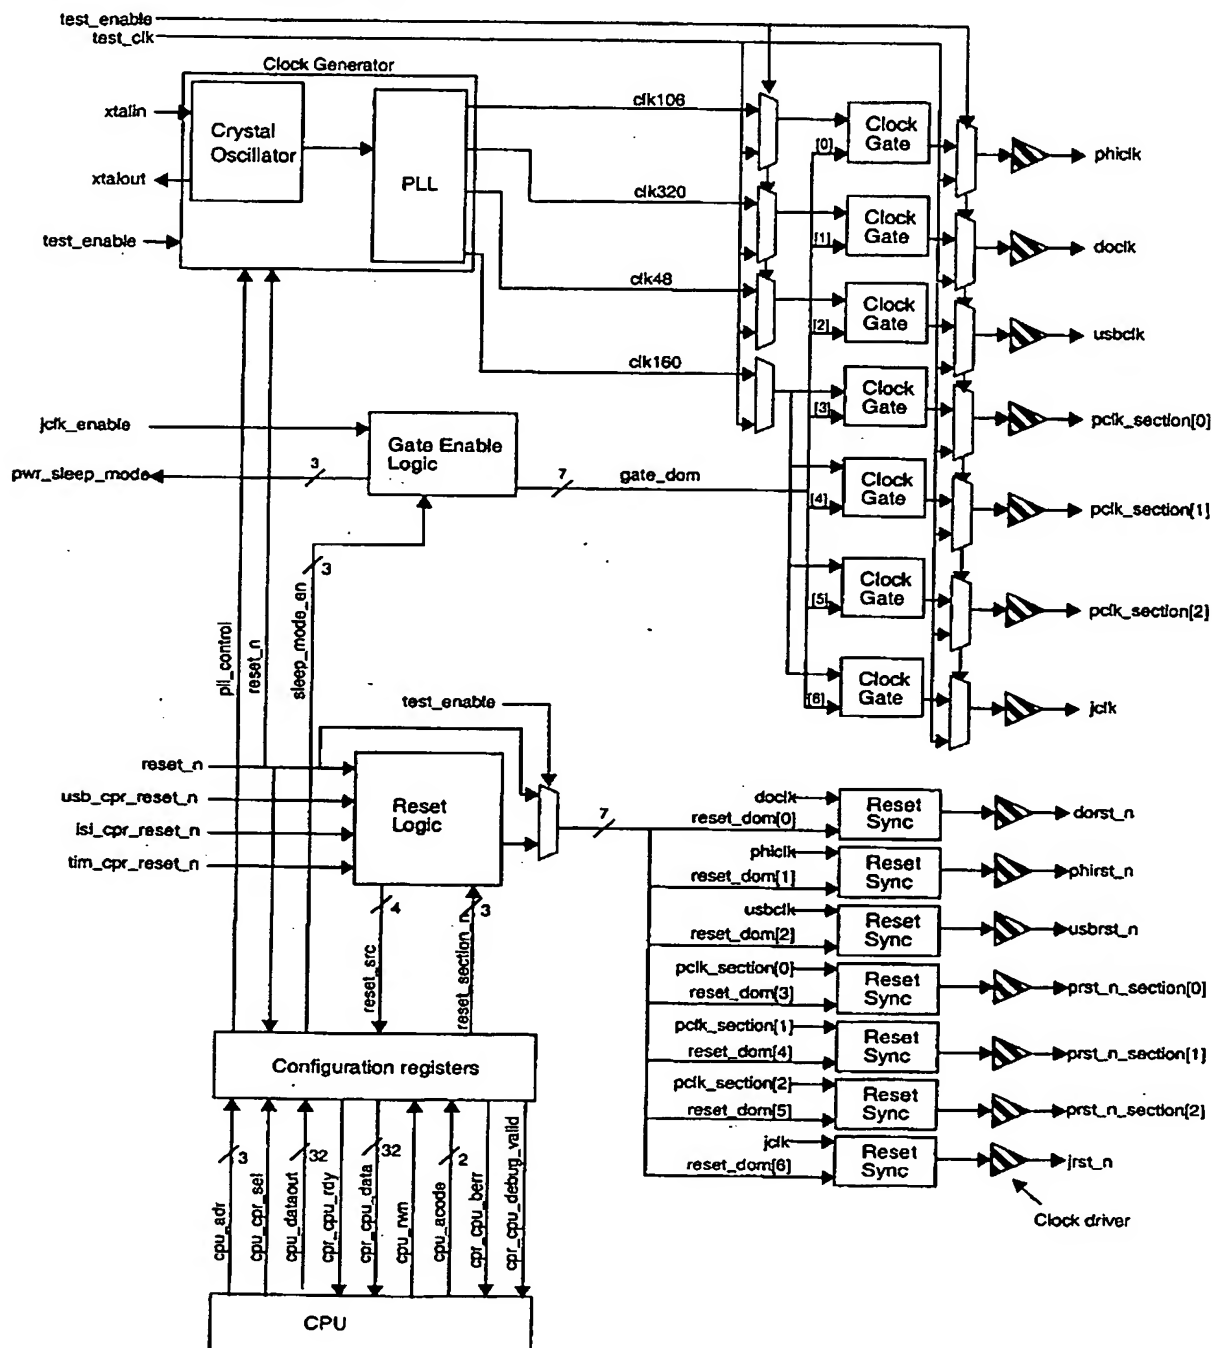 test_enable
test_clk
Clock Generator
xtalin
Crystal
Oscillator
xtalout
PLL
test_enable
clk106
clk320
clk48
clk160
[0]
Clock
Gate
phiclk
[1]
Clock
Gate
doclk
[2]
Clock
Gate
usbclk
[3]
Clock
Gate
pclk_section[0]
jclk_enable
Gate Enable
Logic
pwr_sleep_mode
3
7
gate_dom
[4]
Clock
Gate
pclk_section[1]
3
[5]
Clock
Gate
pclk_section[2]
[6]
Clock
Gate
jclk
pll_control
reset_n
sleep_mode_en
test_enable
reset_n
usb_cpr_reset_n
isi_cpr_reset_n
tim_cpr_reset_n
Reset
Logic
7
4
3
reset_src
reset_section_n
doclk
reset_dom[0]
Reset
Sync
dorst_n
phiclk
reset_dom[1]
Reset
Sync
phirst_n
usbclk
reset_dom[2]
Reset
Sync
usbrst_n
pclk_section[0]
reset_dom[3]
Reset
Sync
prst_n_section[0]
pclk_section[1]
reset_dom[4]
Reset
Sync
prst_n_section[1]
pclk_section[2]
reset_dom[5]
Reset
Sync
prst_n_section[2]
jclk
reset_dom[6]
Reset
Sync
jrst_n
Clock driver
Configuration registers
3
32
32
2
cpu_adr
cpu_cpr_sel
cpu_dataout
cpr_cpu_rdy
cpr_cpu_data
cpu_rwn
cpu_acode
cpr_cpu_berr
cpr_cpu_debug_valid
CPU